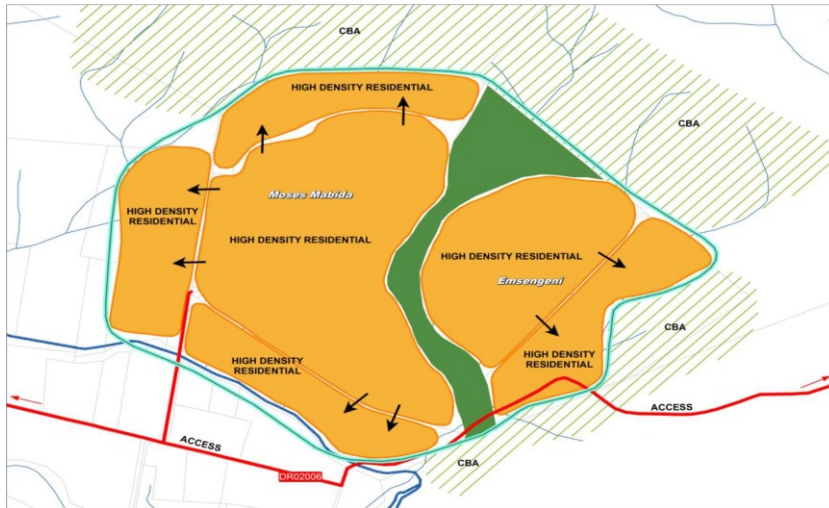 CBA
HIGH DENSITY RESIDENTIAL
CBA
Moses Mabida
HIGH DENSITY
RESIDENTIAL
HIGH DENSITY RESIDENTIAL
HIGH DENSITY RESIDENTIAL
Emsengeni
CBA
HIGH DENSITY
RESIDENTIAL
HIGH DENSITY
RESIDENTIAL
ACCESS
ACCESS
CBA
DR02006